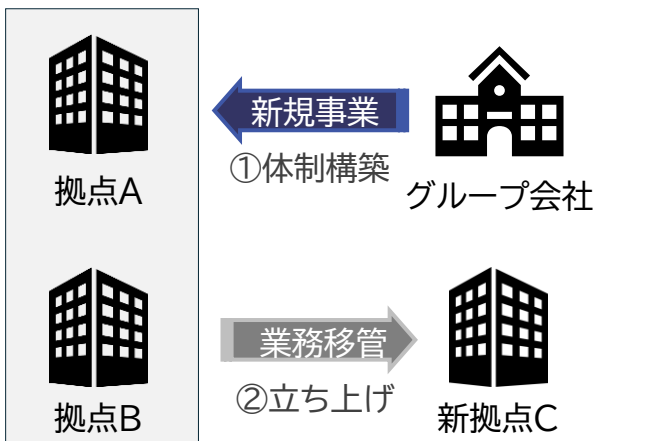 新規事業
①体制構築
拠点A
グループ会社
業務移管
②立ち上げ
拠点B
新拠点C